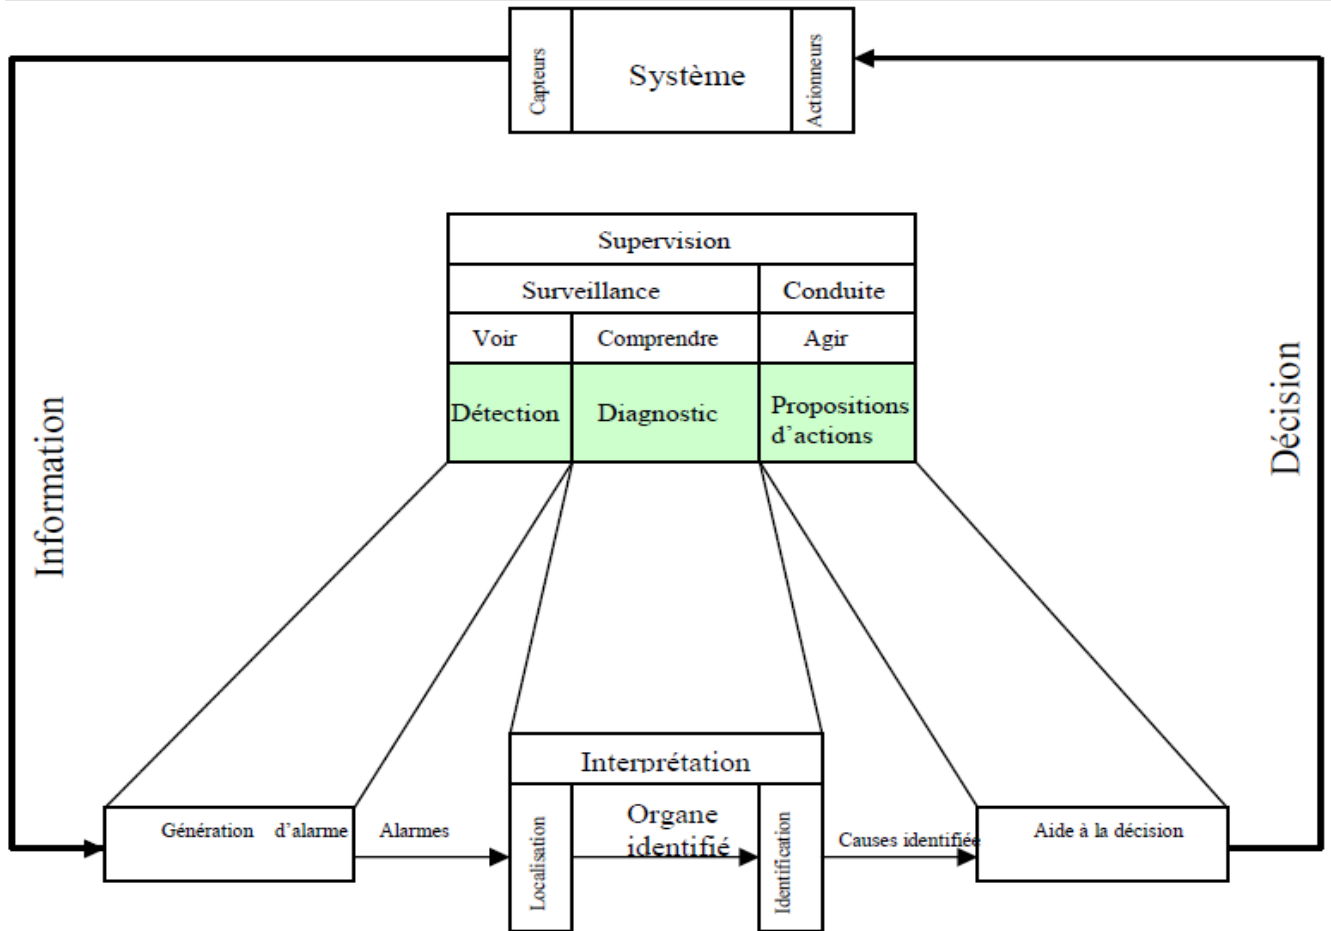 Capteurs
Système
Actionneurs
Supervision
Surveillance
Conduite
Voir
Comprendre
Agir
Détection
Diagnostic
Propositions
d'actions
Information
Décision
Interprétation
Génération d'alarme
Alarmes
Localisation
Organe
identifié
Identification
Causes identifiée
Aide à la décision